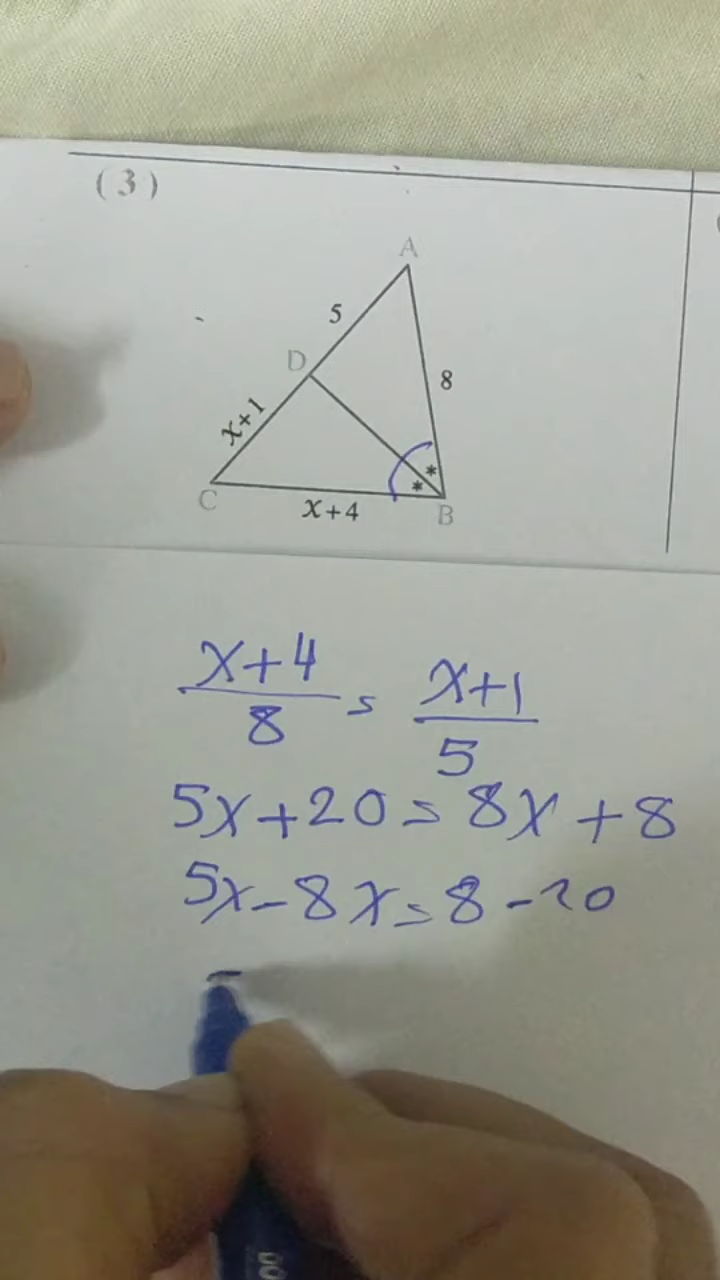 (3)
A
5
D
8
x+1
* *
C
x+4
B
x+4/8 = x+1/5
5x+20=8x+8
5x-8x=8-20
-